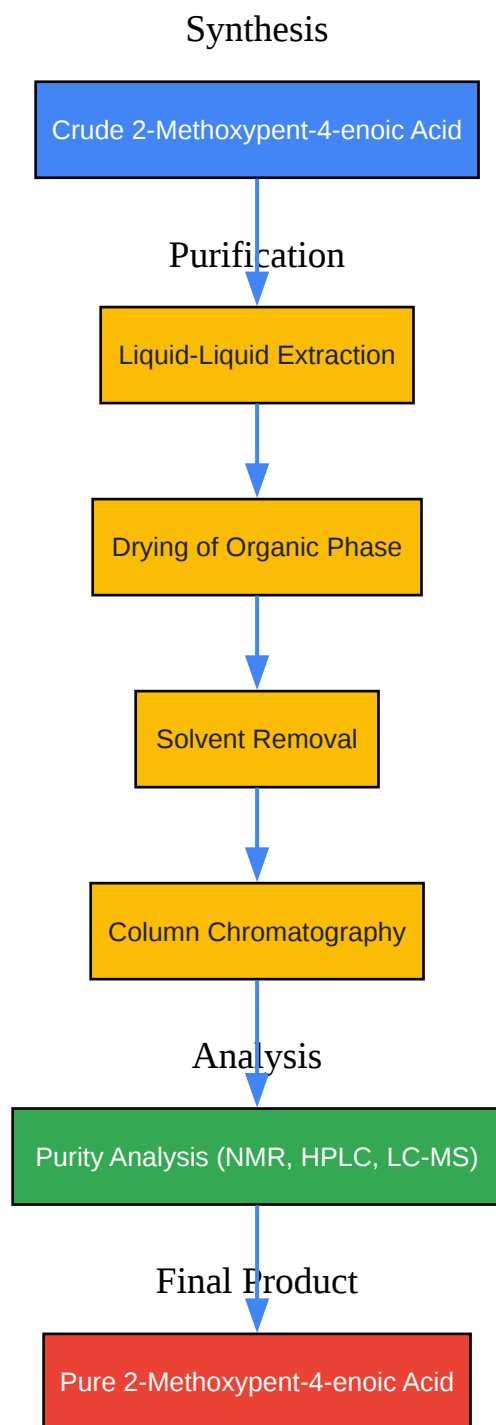 Synthesis
Crude 2-Methoxypent-4-enoic Acid
Purification
Liquid-Liquid Extraction
Drying of Organic Phase
Solvent Removal
Column Chromatography
Analysis
Purity Analysis (NMR, HPLC, LC-MS)
Final Product
Pure 2-Methoxypent-4-enoic Acid